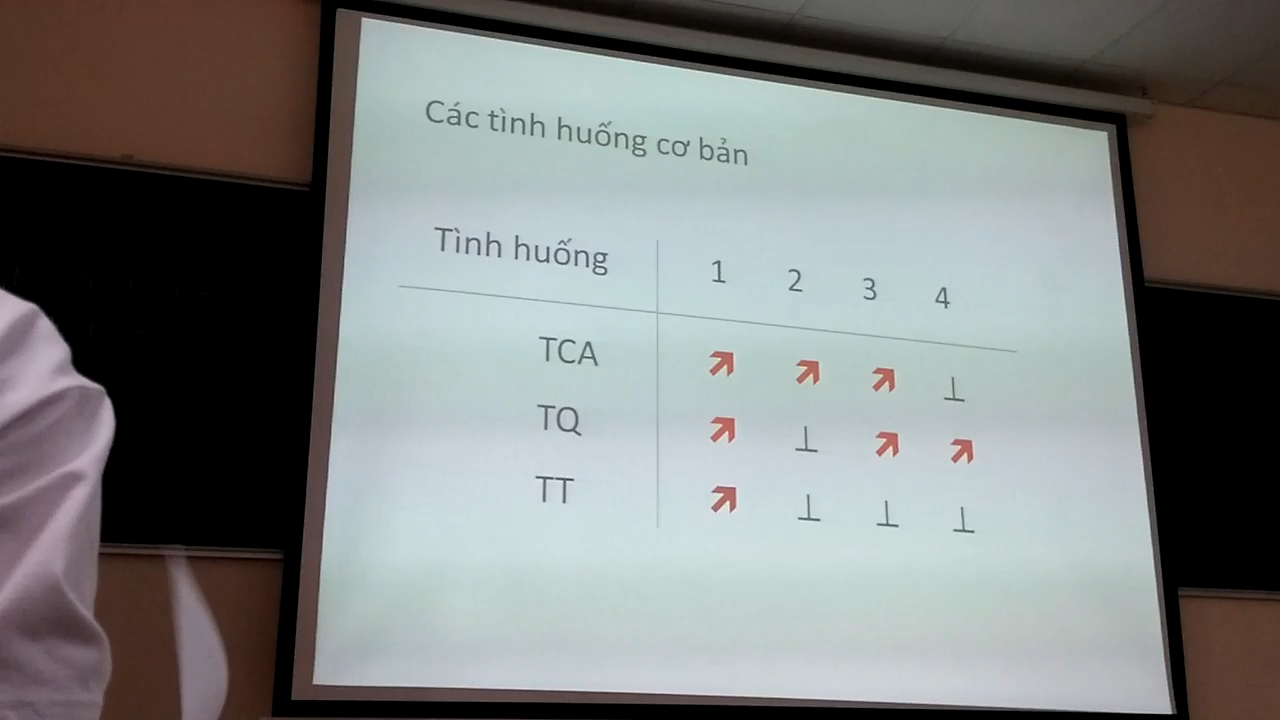 Các tình huống cơ bản
Tình huống 1 2 3 4
TCA ↗ ↗ ↗ ⊥
TQ ↗ ⊥ ↗ ↗
TT ↗ ⊥ ⊥ ⊥